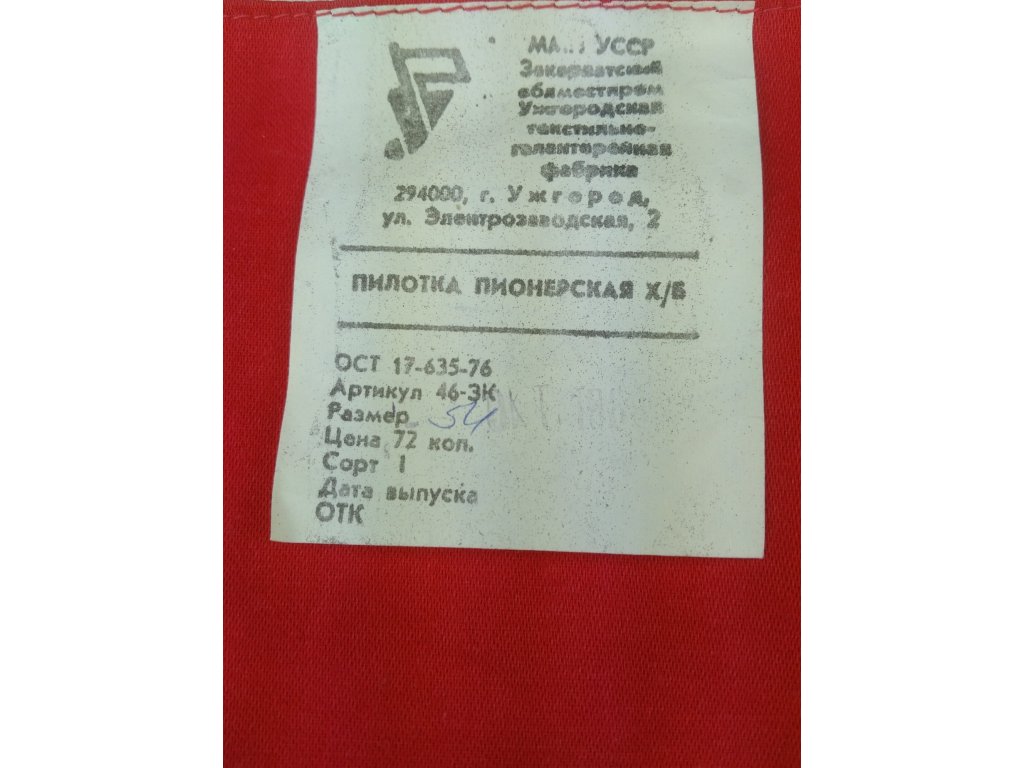 УССР
Закарпатский
облместпром
Ужгородская
текстильно-
галантерейная
фабрика
294000, г. Ужгород,
ул. Электрозаводская, 2
ПИЛОТКА ПИОНЕРСКАЯ Х/Б
ОСТ 17-635-76
Артикул 46-ЗК
Размер 54
Цена 72 коп.
Сорт 1
Дата выпуска
ОТК